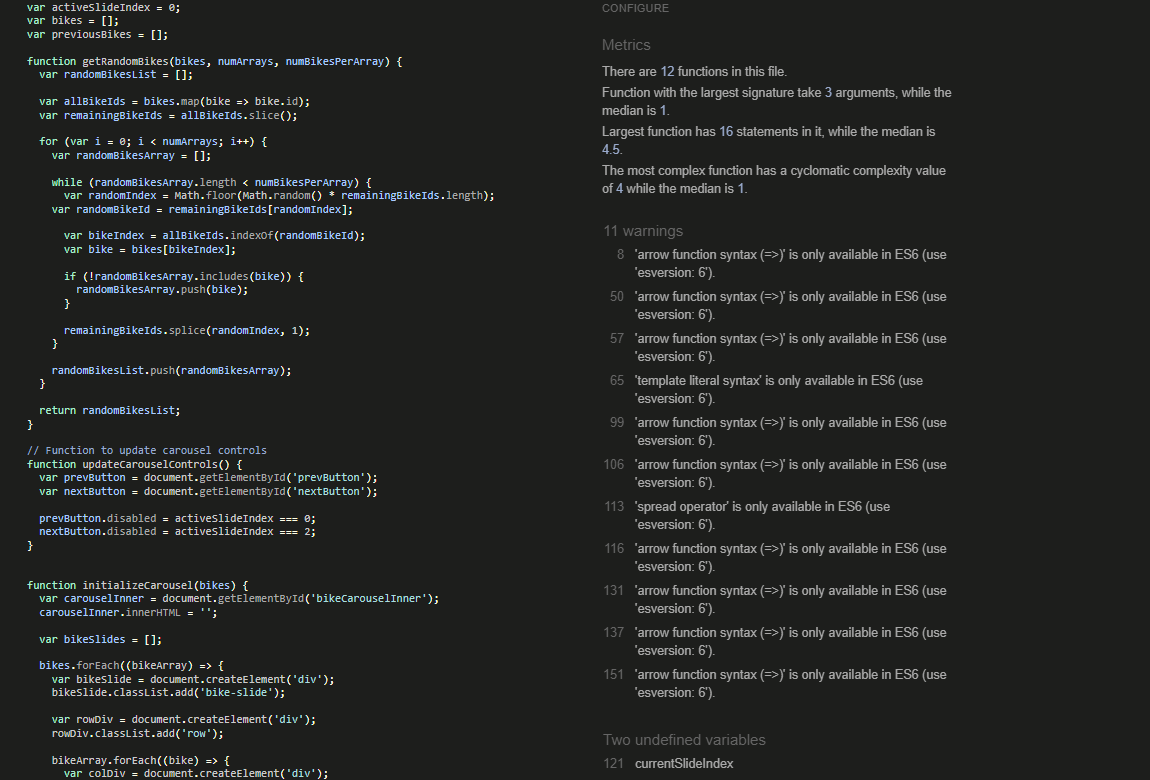 var activeSlideIndex = 0;
var bikes = [];
var previousBikes = [];
function getRandomBikes(bikes, numArrays, numBikesPerArray) {
var randomBikesList = [];
var allBikeIds = bikes.map(bike => bike.id);
var remainingBikeIds = allBikeIds.slice();
for (var i = 0; i < numArrays; i++) {
var randomBikesArray = [];
while (randomBikesArray.length < numBikesPerArray) {
var randomIndex = Math.floor(Math.random() * remainingBikeIds.length);
var randomBikeId = remainingBikeIds[randomIndex];
var bikeIndex = allBikeIds.indexOf(randomBikeId);
var bike = bikes[bikeIndex];
if (!randomBikesArray.includes(bike)) {
randomBikesArray.push(bike);
}
remainingBikeIds.splice(randomIndex, 1);
}
randomBikesList.push(randomBikesArray);
}
return randomBikesList;
}
// Function to update carousel controls
function updateCarouselControls() {
var prevButton = document.getElementById('prevButton');
var nextButton = document.getElementById('nextButton');
prevButton.disabled = activeSlideIndex === 0;
nextButton.disabled = activeSlideIndex === 2;
}
function initializeCarousel(bikes) {
var carouselInner = document.getElementById('bikeCarouselInner');
carouselInner.innerHTML = '';
var bikeSlides = [];
bikes.forEach((bikeArray) => {
var bikeSlide = document.createElement('div');
bikeSlide.classList.add('bike-slide');
var rowDiv = document.createElement('div');
rowDiv.classList.add('row');
bikeArray.forEach((bike) => {
var colDiv = document.createElement('div');
CONFIGURE
Metrics
There are 12 functions in this file.
Function with the largest signature take 3 arguments, while the
median is 1.
Largest function has 16 statements in it, while the median is
4.5.
The most complex function has a cyclomatic complexity value
of 4 while the median is 1.
11 warnings
8 'arrow function syntax (=>)' is only available in ES6 (use
'esversion: 6').
50 'arrow function syntax (=>)' is only available in ES6 (use
'esversion: 6').
57 'arrow function syntax (=>)' is only available in ES6 (use
'esversion: 6').
65 'template literal syntax' is only available in ES6 (use
'esversion: 6').
99 'arrow function syntax (=>)' is only available in ES6 (use
'esversion: 6').
106 'arrow function syntax (=>)' is only available in ES6 (use
'esversion: 6').
113 'spread operator' is only available in ES6 (use
'esversion: 6').
116 'arrow function syntax (=>)' is only available in ES6 (use
'esversion: 6').
131 'arrow function syntax (=>)' is only available in ES6 (use
'esversion: 6').
137 'arrow function syntax (=>)' is only available in ES6 (use
'esversion: 6').
151 'arrow function syntax (=>)' is only available in ES6 (use
'esversion: 6').
Two undefined variables
121 currentSlideIndex